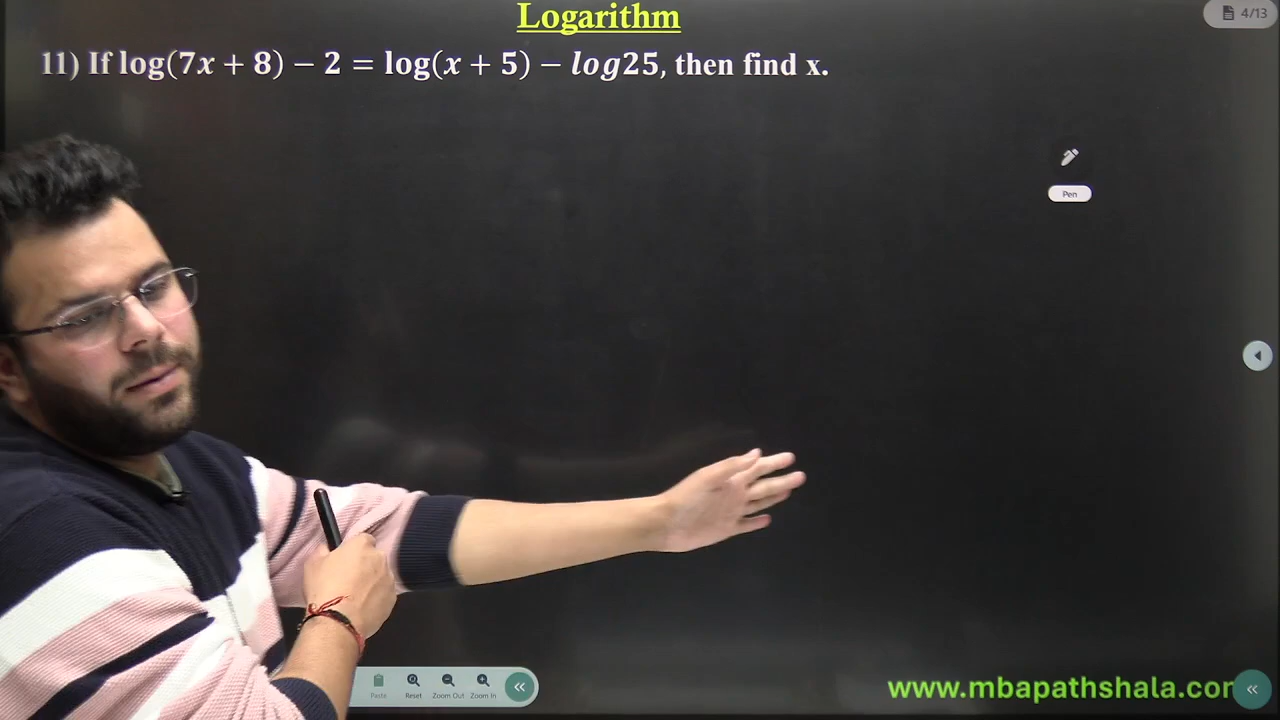 Logarithm
4/13
11) If log(7x + 8) − 2 = log(x + 5) − log25, then find x.
Pen
Paste Reset Zoom Out Zoom In
www.mbapathshala.com